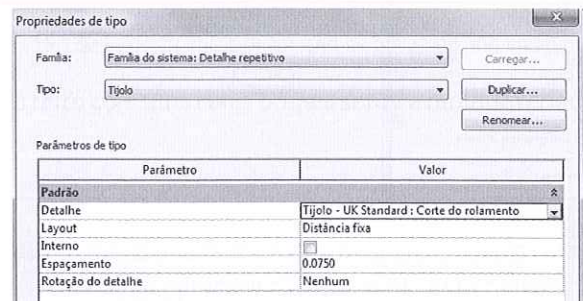 Propriedades de tipo
Família: Família do sistema: Detalhe repetitivo Carregar...
Tipo: Tijolo Duplicar...
Renomear...
Parâmetros de tipo
Parâmetro Valor
Padrão
Detalhe Tijolo - UK Standard : Corte do rolamento
Layout Distância fixa
Interno
Espaçamento 0.0750
Rotação do detalhe Nenhum